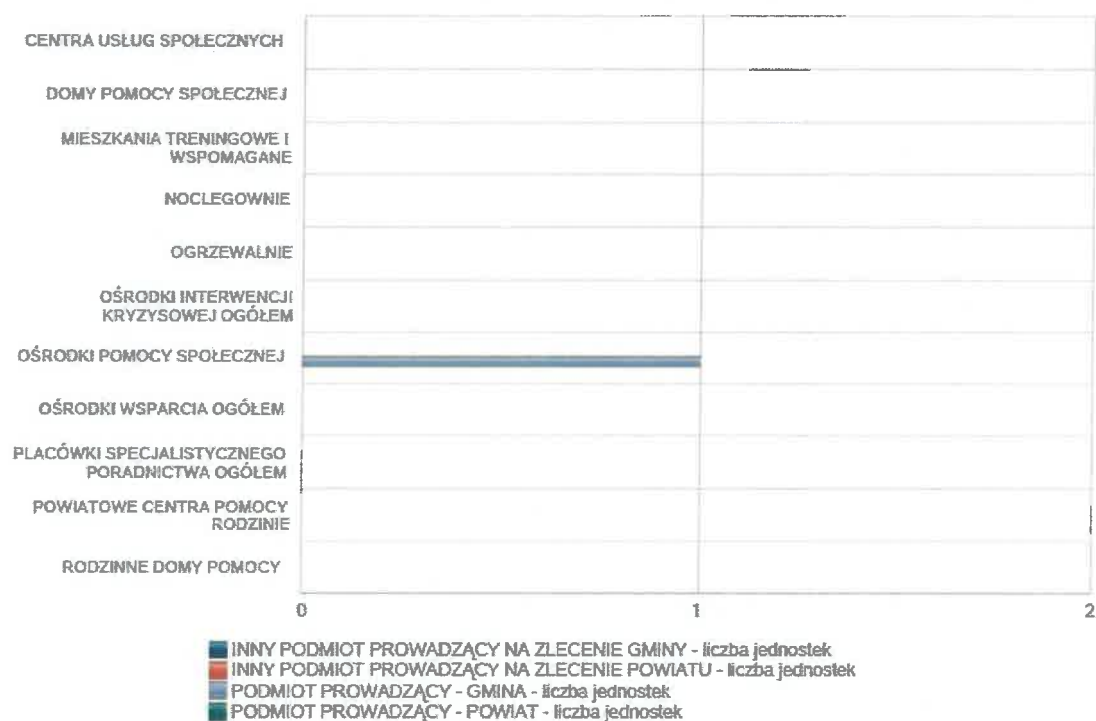 CENTRA USŁUG SPOŁECZNYCH
DOMY POMOCY SPOŁECZNEJ
MIESZKANIA TRENINGOWE I
WSPOMAGANE
NOCLEGOWNIE
OGRZEWALNIE
OŚRODKI INTERWENCJI
KRYZYSOWEJ OGÓŁEM
OŚRODKI POMOCY SPOŁECZNEJ
OŚRODKI WSPARCIA OGÓŁEM
PLACÓWKI SPECJALISTYCZNEGO
PORADNICTWA OGÓŁEM
POWIATOWE CENTRA POMOCY
RODZINIE
RODZINNE DOMY POMOCY
0 1 2
INNY PODMIOT PROWADZĄCY NA ZLECENIE GMINY - liczba jednostek
INNY PODMIOT PROWADZĄCY NA ZLECENIE POWIATU - liczba jednostek
PODMIOT PROWADZĄCY - GMINA - liczba jednostek
PODMIOT PROWADZĄCY - POWIAT - liczba jednostek